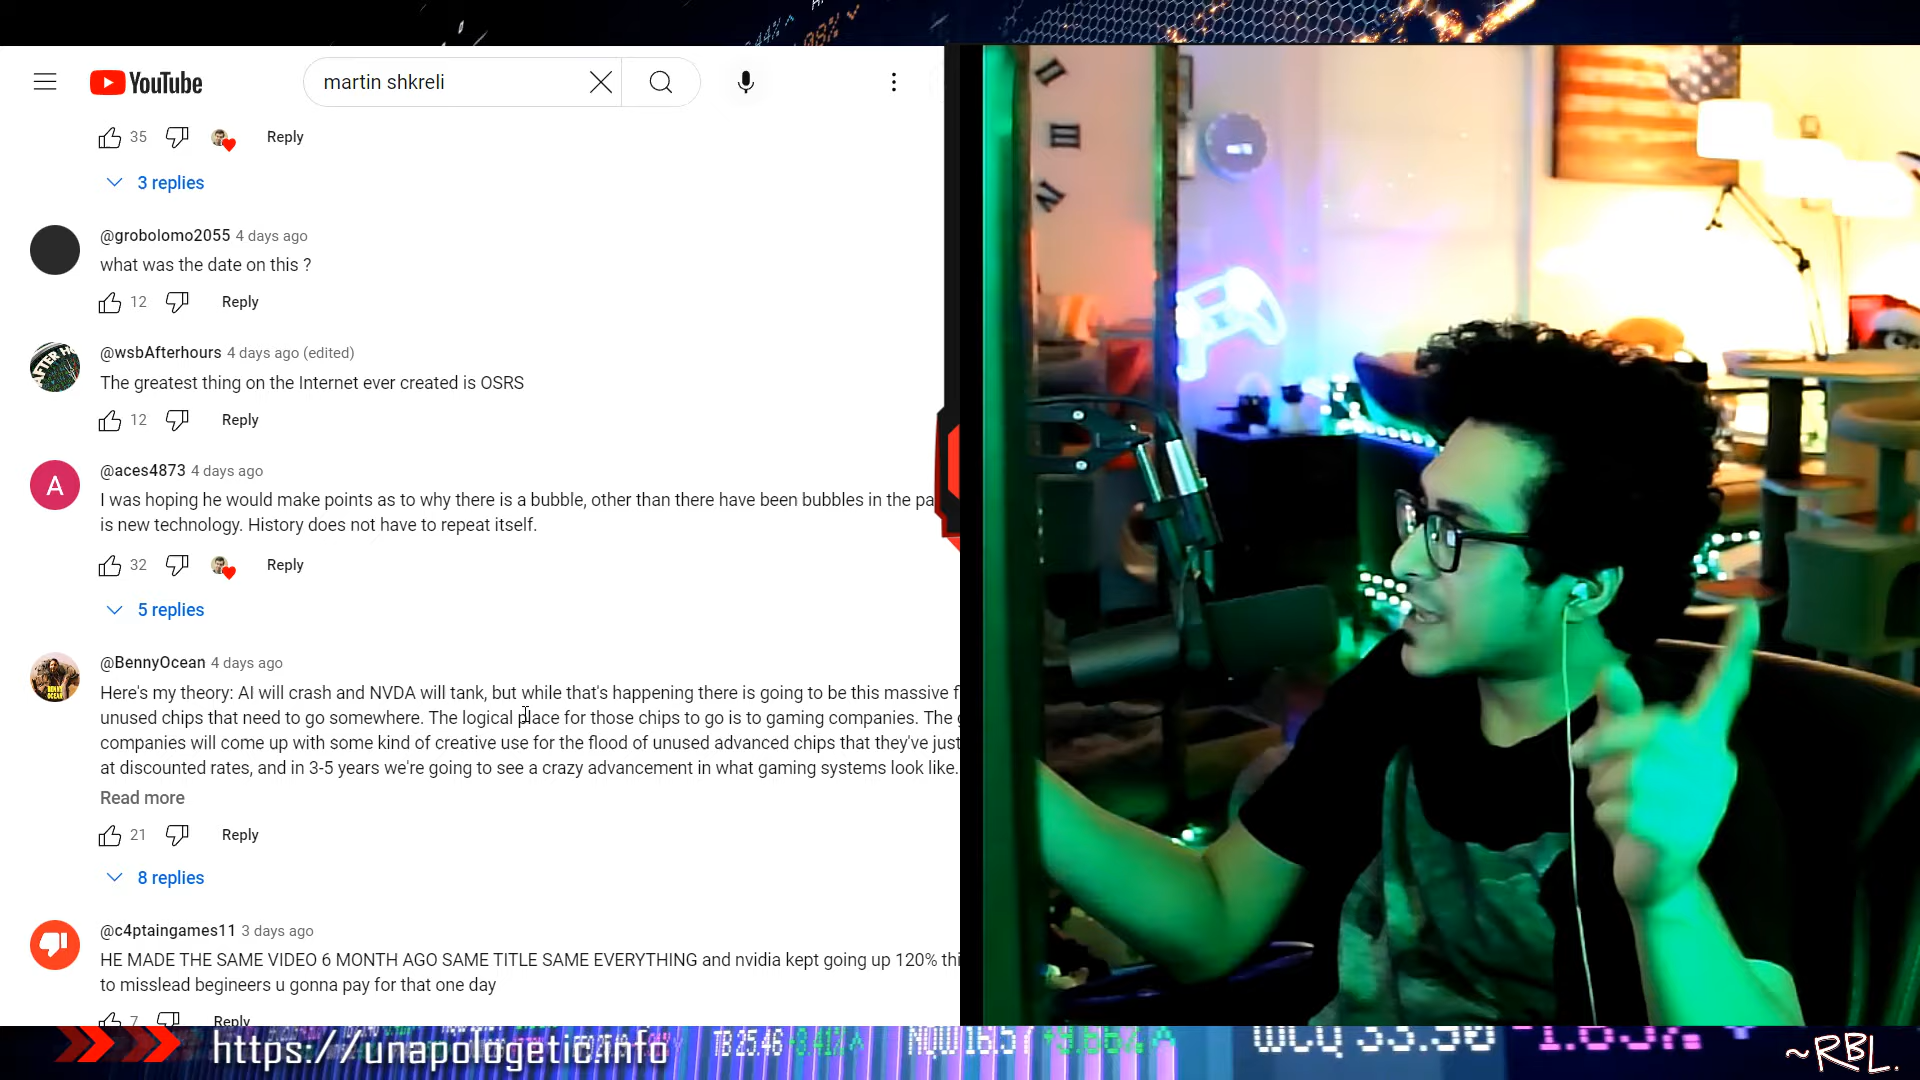 YouTube
martin shkreli
35
Reply
3 replies
@grobolomo2055 4 days ago
what was the date on this ?
12
Reply
@wsbAfterhours 4 days ago (edited)
The greatest thing on the Internet ever created is OSRS
12
Reply
A
@aces4873 4 days ago
I was hoping he would make points as to why there is a bubble, other than there have been bubbles in the pa
is new technology. History does not have to repeat itself.
32
Reply
5 replies
@BennyOcean 4 days ago
Here's my theory: AI will crash and NVDA will tank, but while that's happening there is going to be this massive f
unused chips that need to go somewhere. The logical place for those chips to go is to gaming companies. The g
companies will come up with some kind of creative use for the flood of unused advanced chips that they've just
at discounted rates, and in 3-5 years we're going to see a crazy advancement in what gaming systems look like.
Read more
21
Reply
8 replies
@c4ptaingames11 3 days ago
HE MADE THE SAME VIDEO 6 MONTH AGO SAME TITLE SAME EVERYTHING and nvidia kept going up 120% thi
to misslead begineers u gonna pay for that one day
7
Reply
https://unapologetic.info
TB 25.46
~RBL.